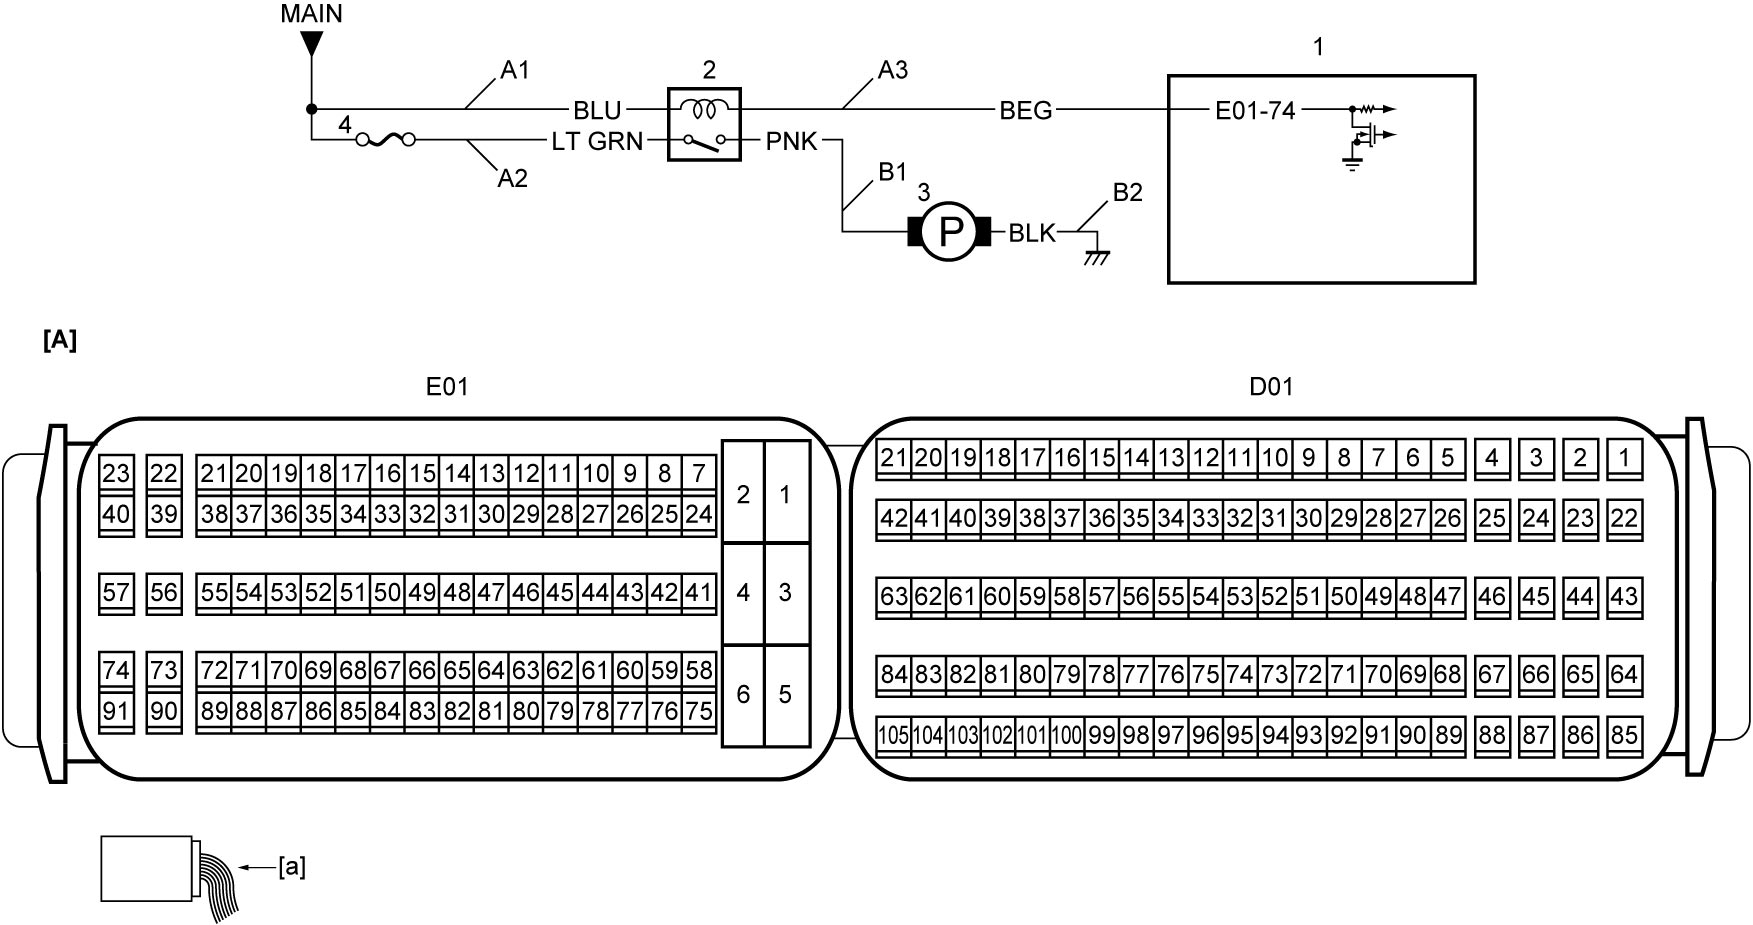 MAIN
1
A1
2
A3
BLU
BEG
E01-74
4
LT GRN
PNK
A2
B1
3
B2
P
BLK
[A]
E01
D01
23 22 21 20 19 18 17 16 15 14 13 12 11 10 9 8 7
40 39 38 37 36 35 34 33 32 31 30 29 28 27 26 25 24
2 1
57 56 55 54 53 52 51 50 49 48 47 46 45 44 43 42 41
4 3
74 73 72 71 70 69 68 67 66 65 64 63 62 61 60 59 58
91 90 89 88 87 86 85 84 83 82 81 80 79 78 77 76 75
6 5
21 20 19 18 17 16 15 14 13 12 11 10 9 8 7 6 5 4 3 2 1
42 41 40 39 38 37 36 35 34 33 32 31 30 29 28 27 26 25 24 23 22
63 62 61 60 59 58 57 56 55 54 53 52 51 50 49 48 47 46 45 44 43
84 83 82 81 80 79 78 77 76 75 74 73 72 71 70 69 68 67 66 65 64
105 104 103 102 101 100 99 98 97 96 95 94 93 92 91 90 89 88 87 86 85
[a]